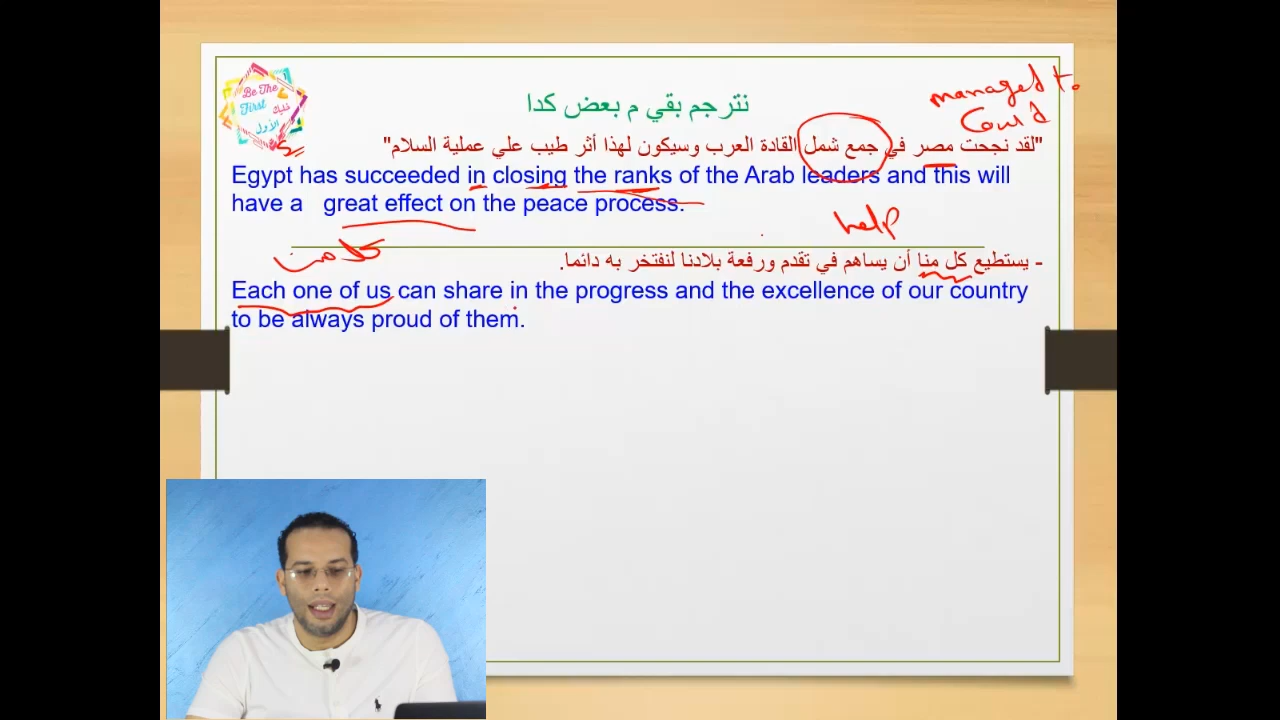 Be The
First خليك
الأول
نترجم بقي م بعض كدا
managed to
Could
"لقد نجحت مصر في جمع شمل القادة العرب وسيكون لهذا أثر طيب علي عملية السلام"
Egypt has succeeded in closing the ranks of the Arab leaders and this will
have a great effect on the peace process.
help
كلا من
- يستطيع كل منا أن يساهم في تقدم ورفعة بلادنا لنفتخر به دائما.
Each one of us can share in the progress and the excellence of our country
to be always proud of them.